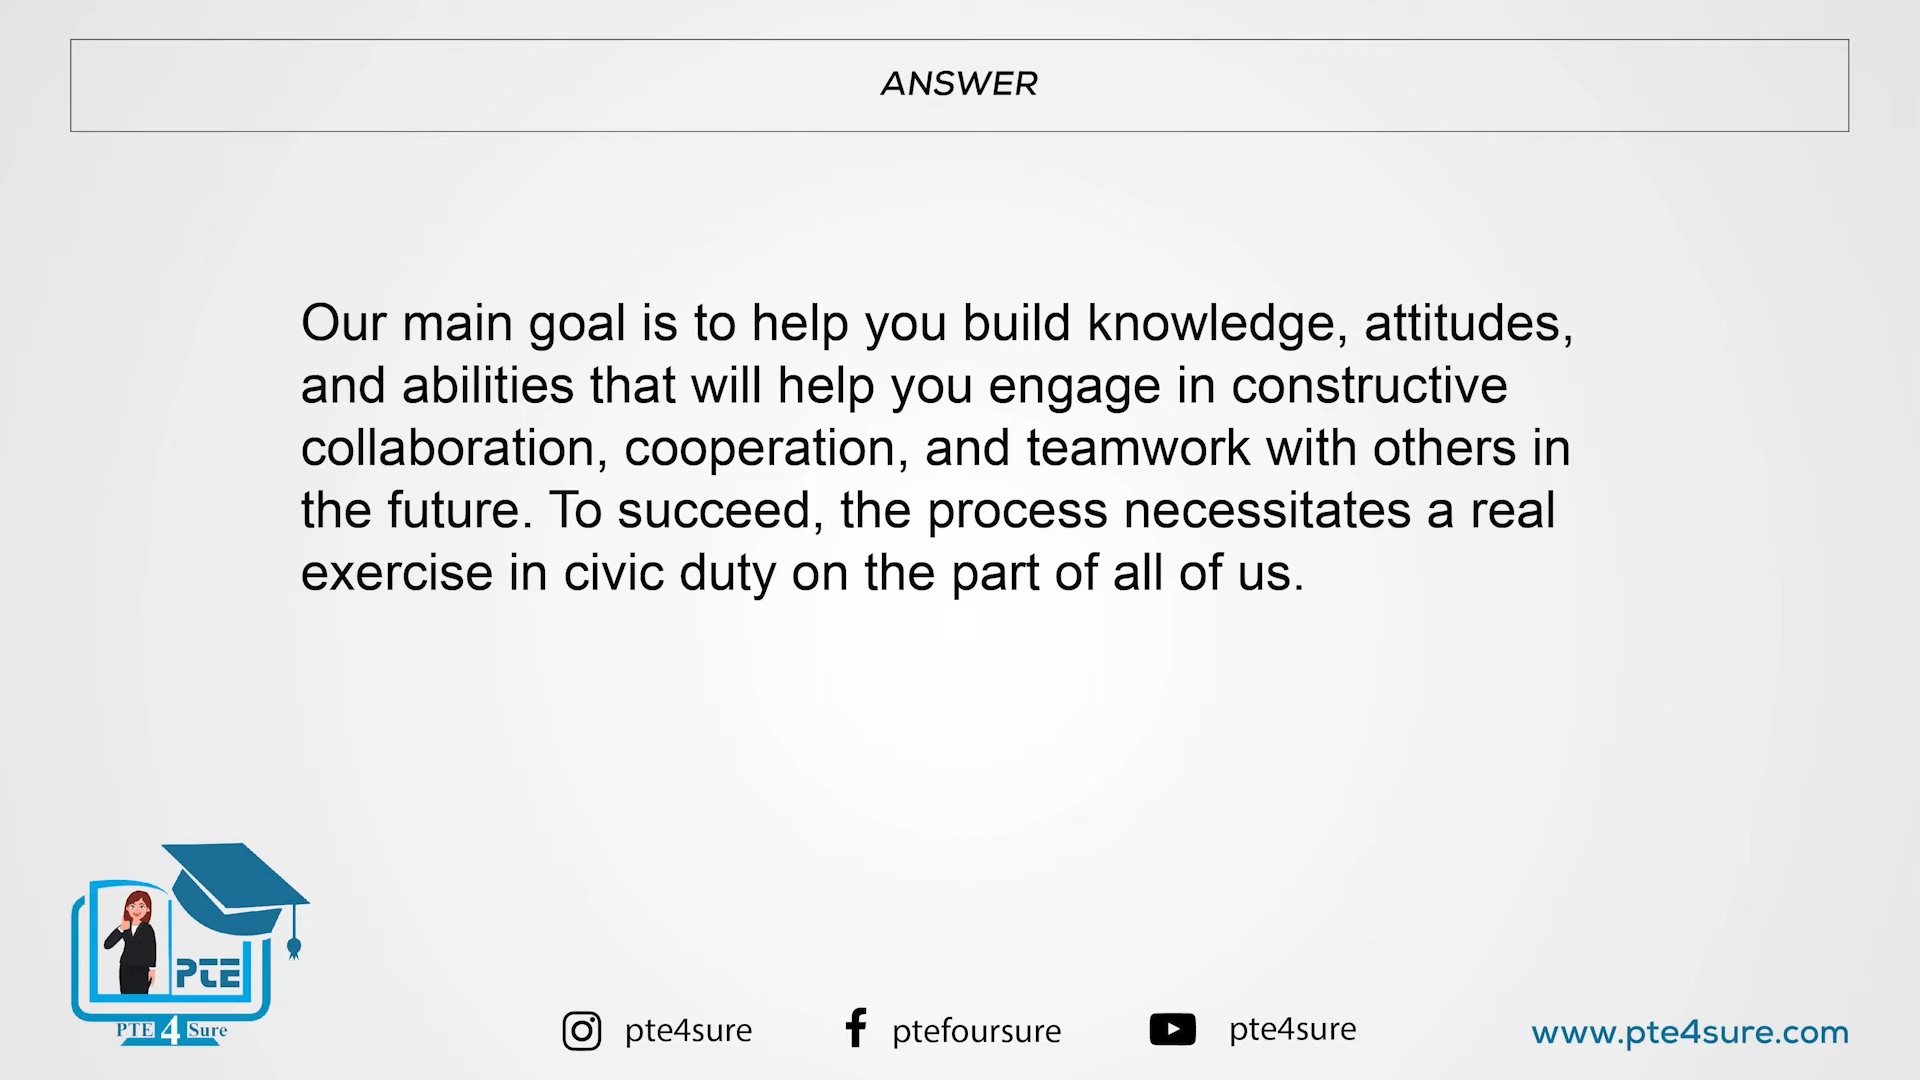 ANSWER
Our main goal is to help you build knowledge, attitudes,
and abilities that will help you engage in constructive
collaboration, cooperation, and teamwork with others in
the future. To succeed, the process necessitates a real
exercise in civic duty on the part of all of us.
PTE
PTE 4 Sure
pte4sure
ptefoursure
pte4sure
www.pte4sure.com